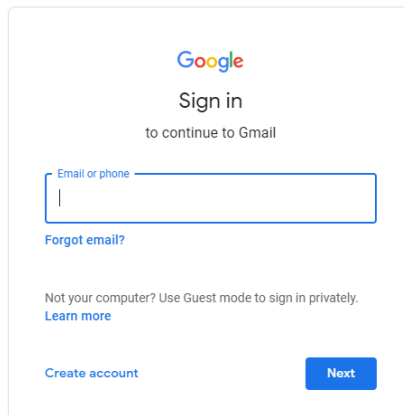 Google
Sign in
to continue to Gmail
Email or phone
Forgot email?
Not your computer? Use Guest mode to sign in privately.
Learn more
Create account
Next